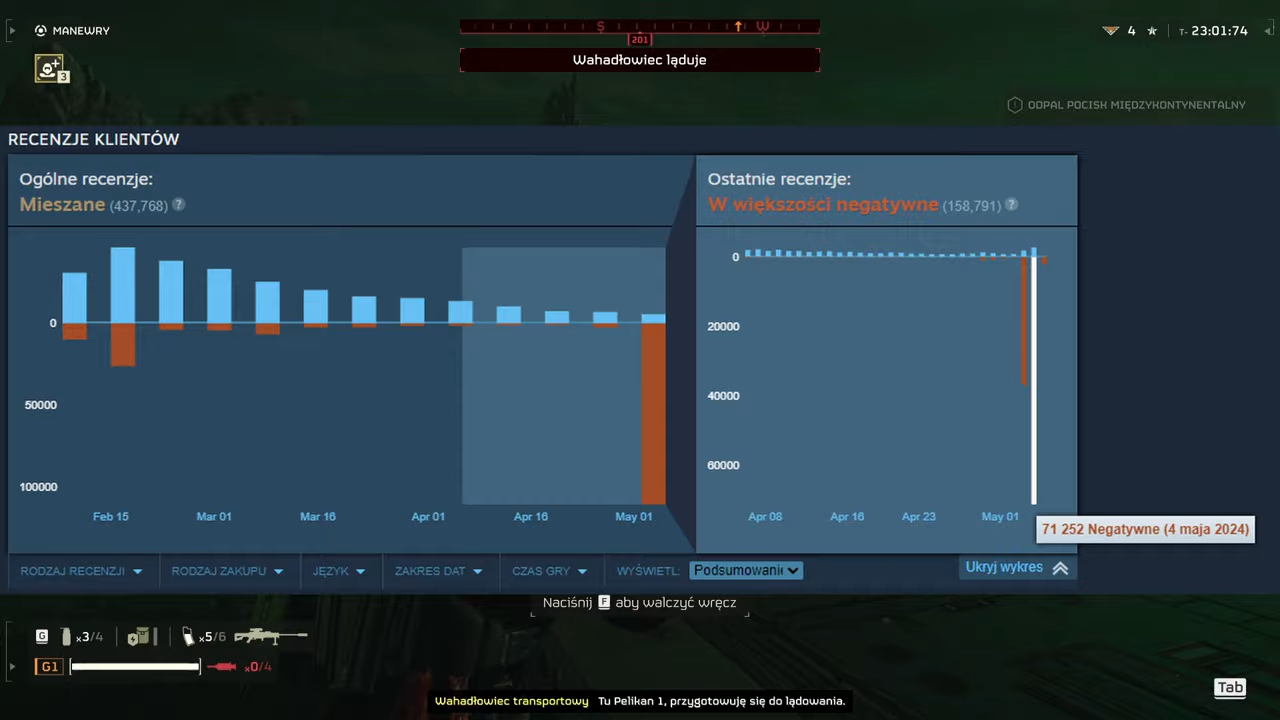 MANEWRY
S
W
201
4
T- 23:01:74
Wahadłowiec ląduje
3
ODPAL POCISK MIĘDZYKONTYNENTALNY
RECENZJE KLIENTÓW
Ogólne recenzje:
Mieszane (437,768) ?
Ostatnie recenzje:
W większości negatywne (158,791) ?
0
50000
100000
Feb 15
Mar 01
Mar 16
Apr 01
Apr 16
May 01
0
20000
40000
60000
Apr 08
Apr 16
Apr 23
May 01
71 252 Negatywne (4 maja 2024)
RODZAJ RECENZJI
RODZAJ ZAKUPU
JĘZYK
ZAKRES DAT
CZAS GRY
WYŚWIETL:
Podsumowanie
Ukryj wykres
Naciśnij F aby walczyć wręcz
G x3/4 x5/6
G1 x0/4
Tab
Wahadłowiec transportowy Tu Pelikan 1, przygotowuję się do lądowania.